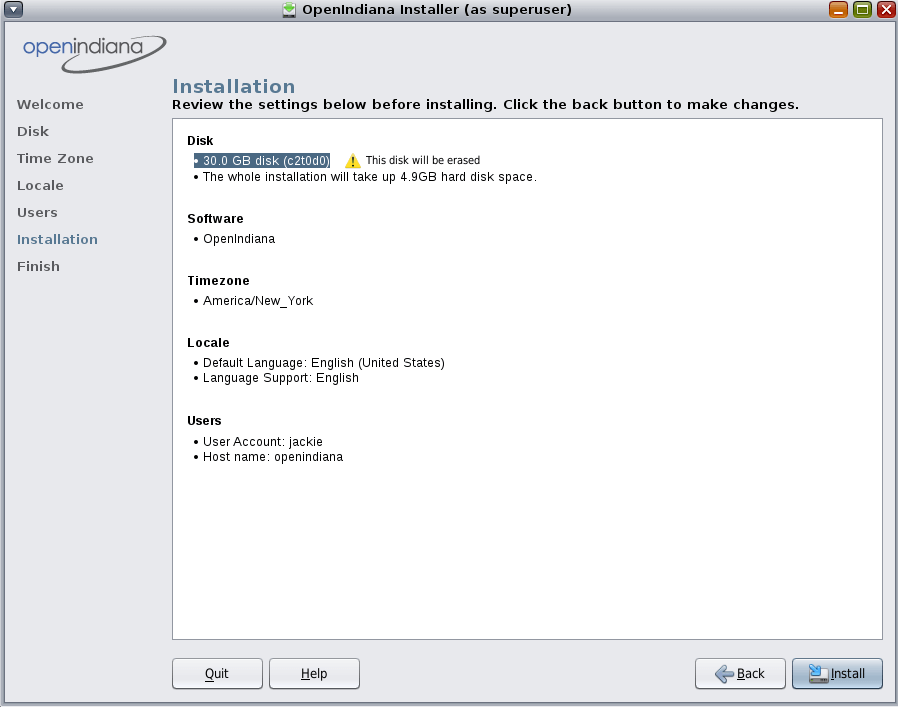 OpenIndiana Installer (as superuser)
openindiana
Installation
Review the settings below before installing. Click the back button to make changes.
Welcome
Disk
Time Zone
Locale
Users
Installation
Finish
Disk
• 30.0 GB disk (c2t0d0) This disk will be erased
• The whole installation will take up 4.9GB hard disk space.
Software
• OpenIndiana
Timezone
• America/New_York
Locale
• Default Language: English (United States)
• Language Support: English
Users
• User Account: jackie
• Host name: openindiana
Quit Help Back Install